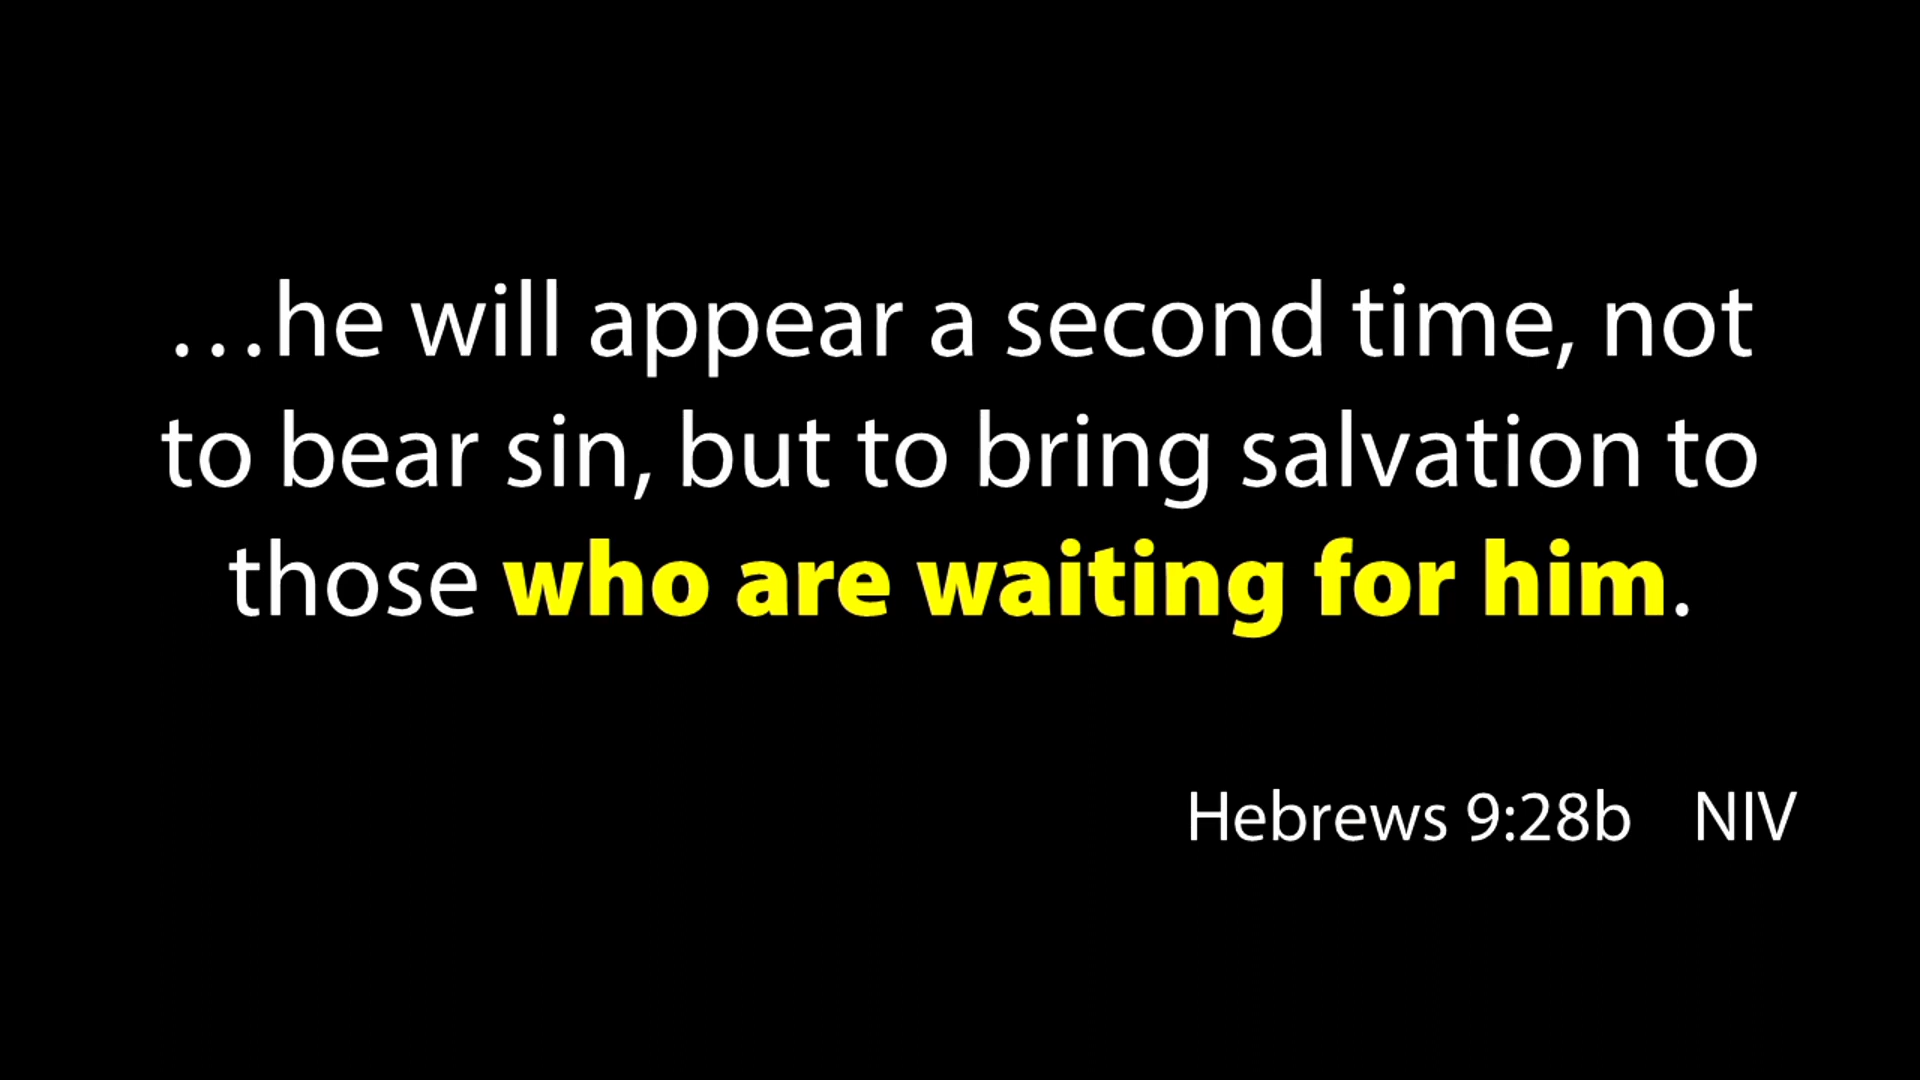 …he will appear a second time, not
to bear sin, but to bring salvation to
those who are waiting for him.
Hebrews 9:28b NIV